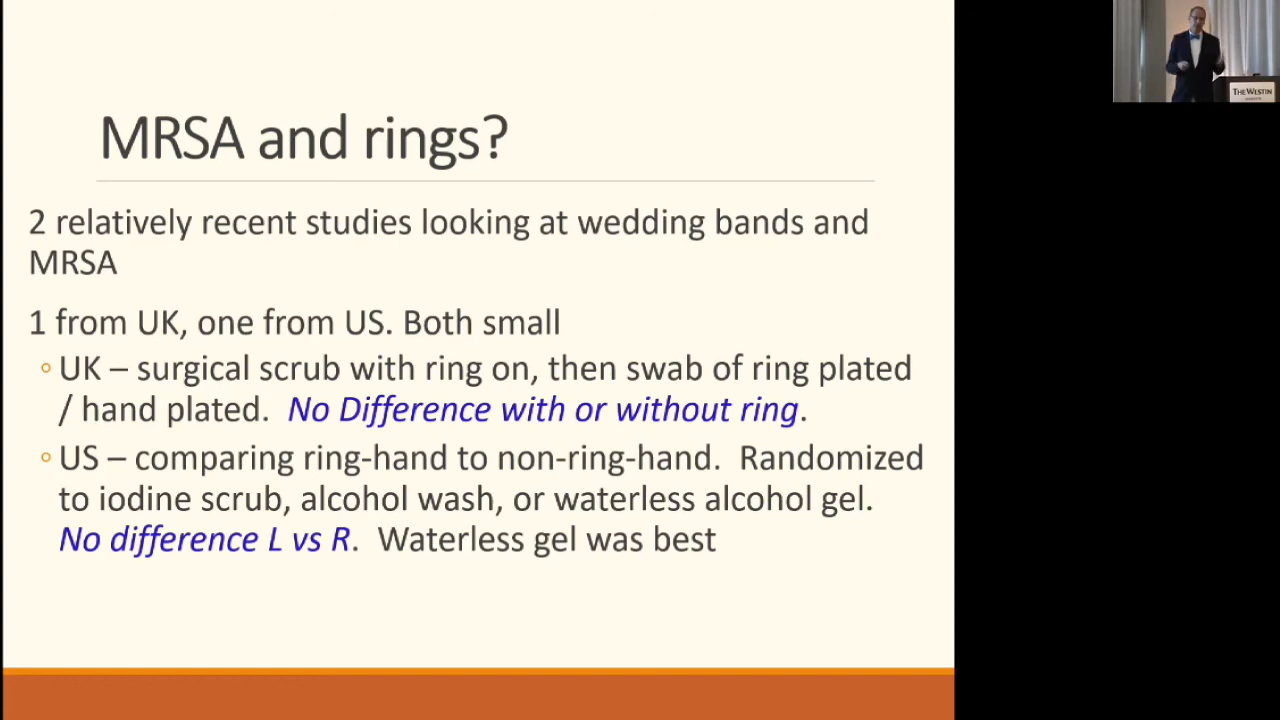 MRSA and rings?
2 relatively recent studies looking at wedding bands and
MRSA
1 from UK, one from US. Both small
◦ UK – surgical scrub with ring on, then swab of ring plated
/ hand plated. No Difference with or without ring.
◦ US – comparing ring-hand to non-ring-hand. Randomized
to iodine scrub, alcohol wash, or waterless alcohol gel.
No difference L vs R. Waterless gel was best
THE WESTIN